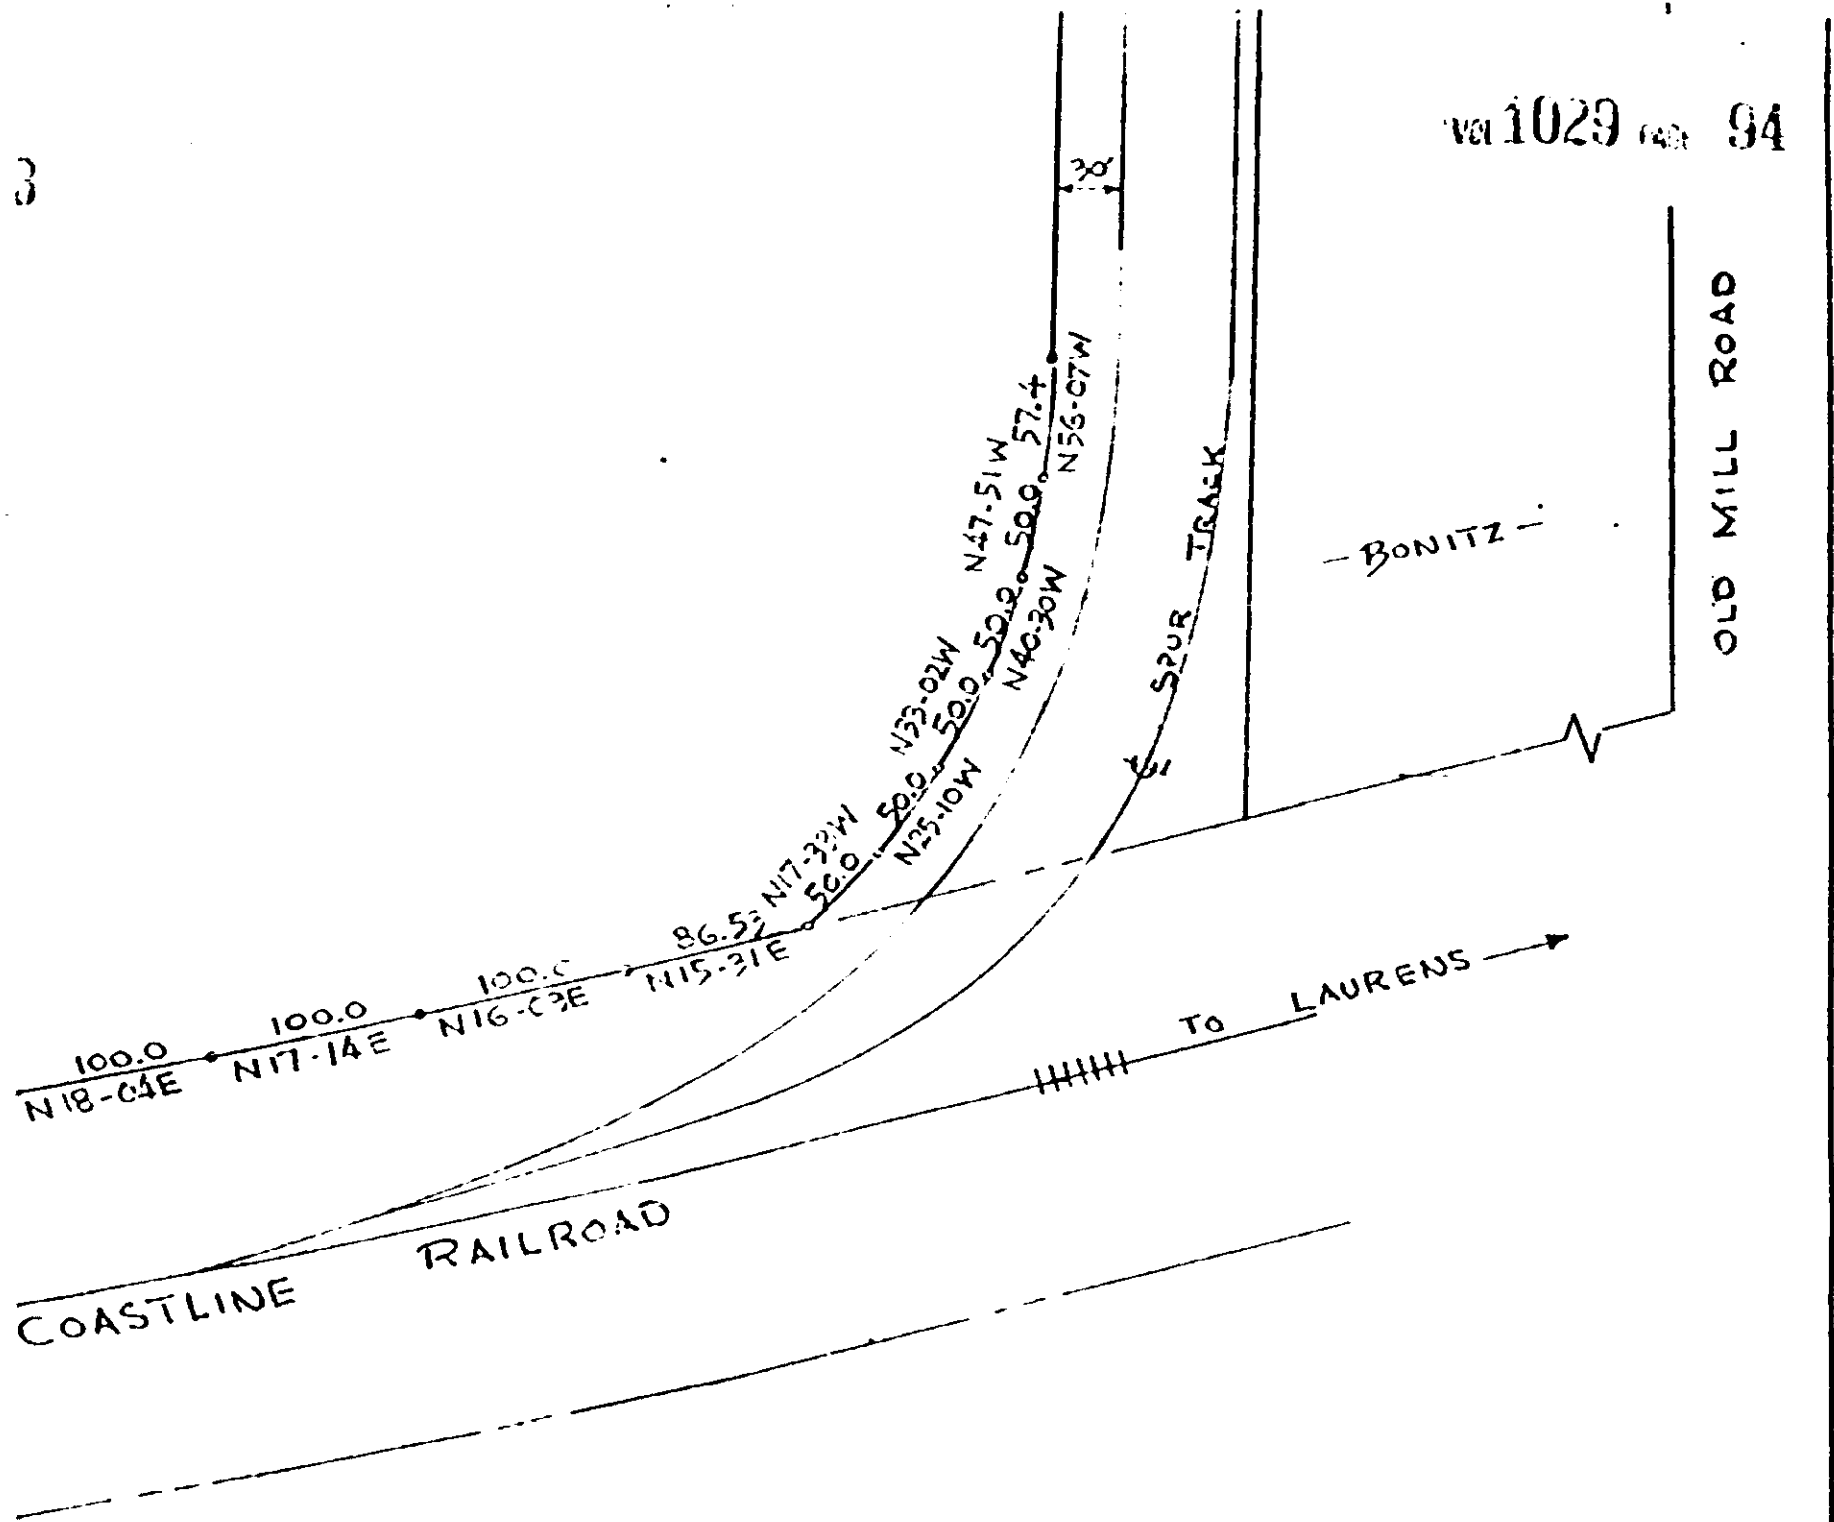 VOL 1029 PAGE 94
3
30'
OLD MILL ROAD
57.4
N56-07W
N47-51W
50.0
- BONITZ -
SPUR TRACK
50.0
N40-30W
N33-02W
50.0
50.0
N25-10W
50.0
86.53
N15-31E
100.0
N16-03E
100.0
N17-14E
100.0
N18-04E
TO LAURENS
COASTLINE RAILROAD